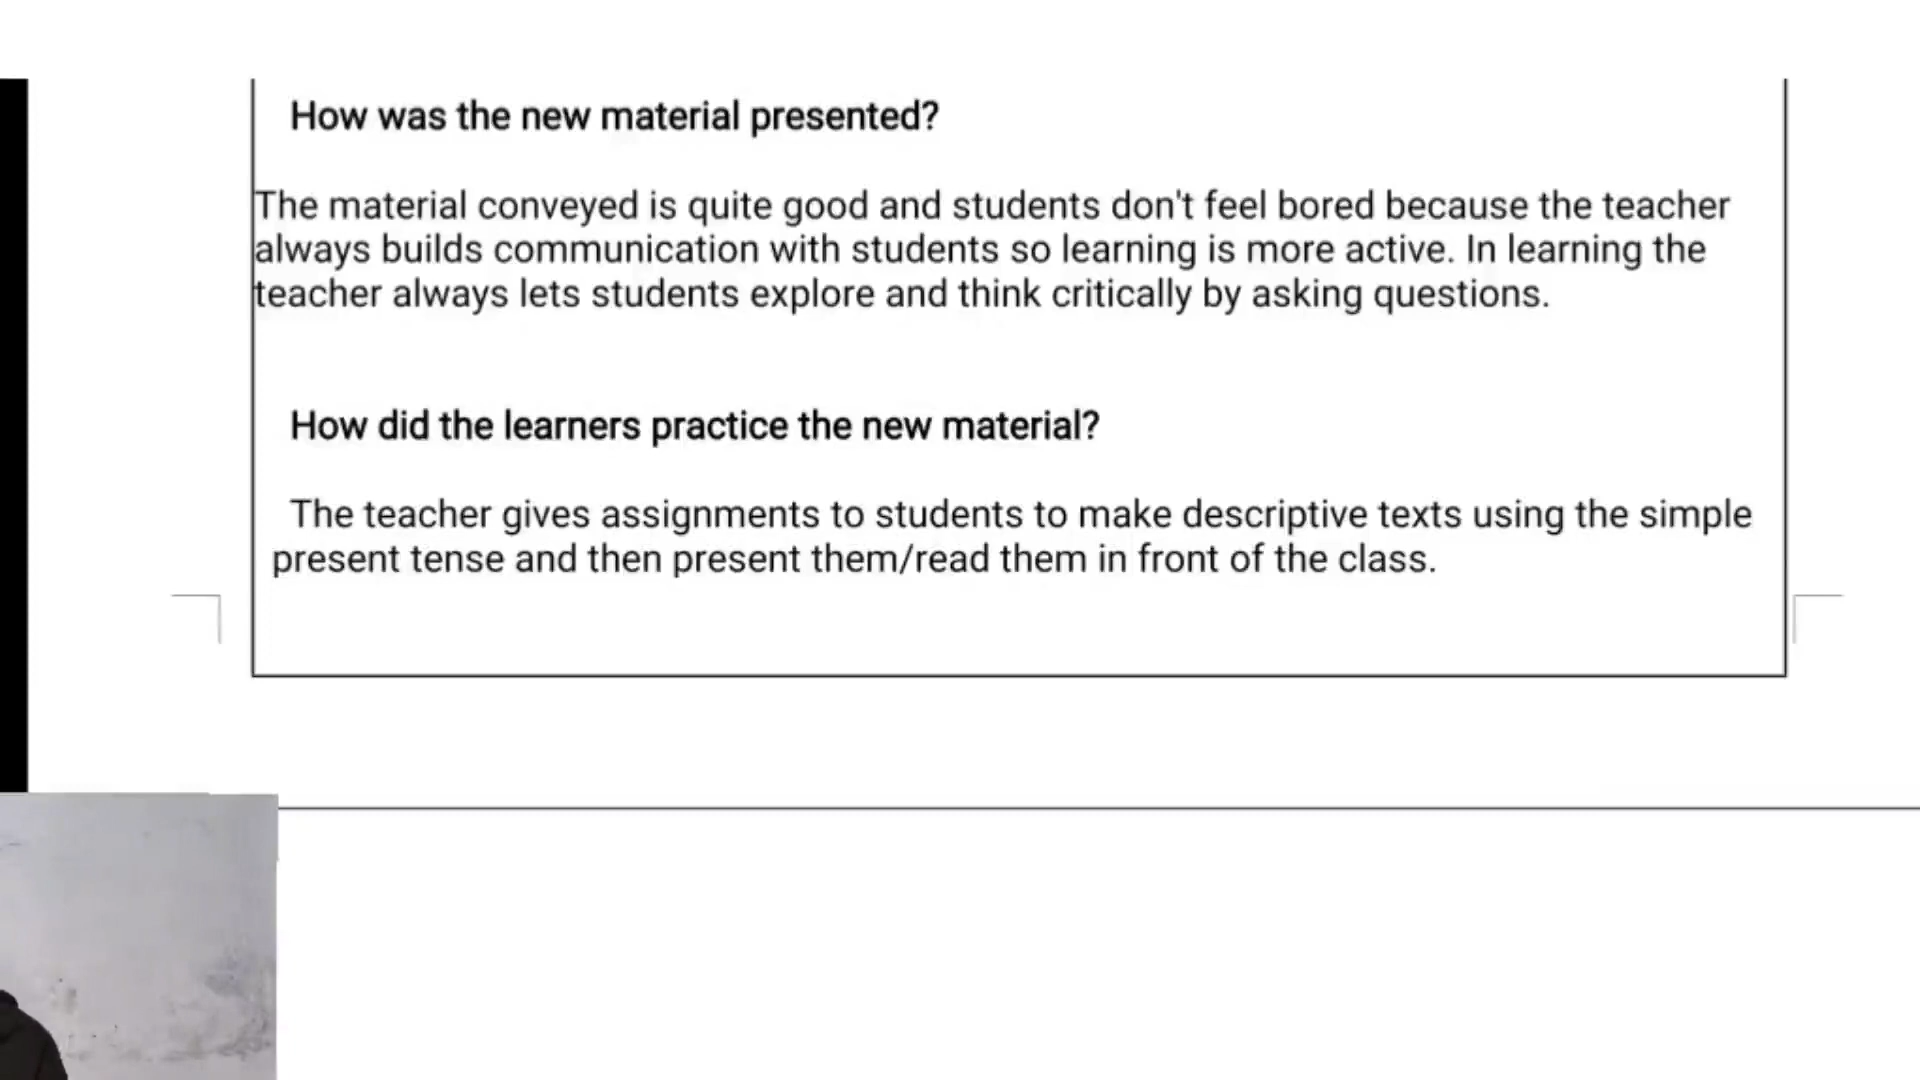 How was the new material presented?
The material conveyed is quite good and students don't feel bored because the teacher
always builds communication with students so learning is more active. In learning the
teacher always lets students explore and think critically by asking questions.
How did the learners practice the new material?
The teacher gives assignments to students to make descriptive texts using the simple
present tense and then present them/read them in front of the class.